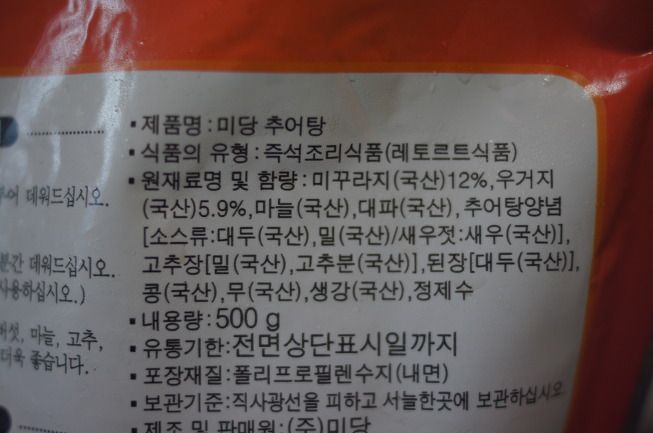 ▪제품명:미당 추어탕
▪식품의 유형:즉석조리식품(레토르트식품)
▪원재료명 및 함량:미꾸라지(국산)12%,우거지
(국산)5.9%,마늘(국산),대파(국산),추어탕양념
[소스류:대두(국산),밀(국산)/새우젓:새우(국산)],
고추장[밀(국산),고추분(국산)],된장[대두(국산)],
콩(국산),무(국산),생강(국산),정제수
▪내용량:500 g
▪유통기한:전면상단표시일까지
▪포장재질:폴리프로필렌수지(내면)
▪보관기준:직사광선을 피하고 서늘한곳에 보관하십시오
▪제조 및 판매원:(주)미당
데워드십시오.
데워드십시오.
사용하십시오.)
마늘, 고추,
더욱 좋습니다.